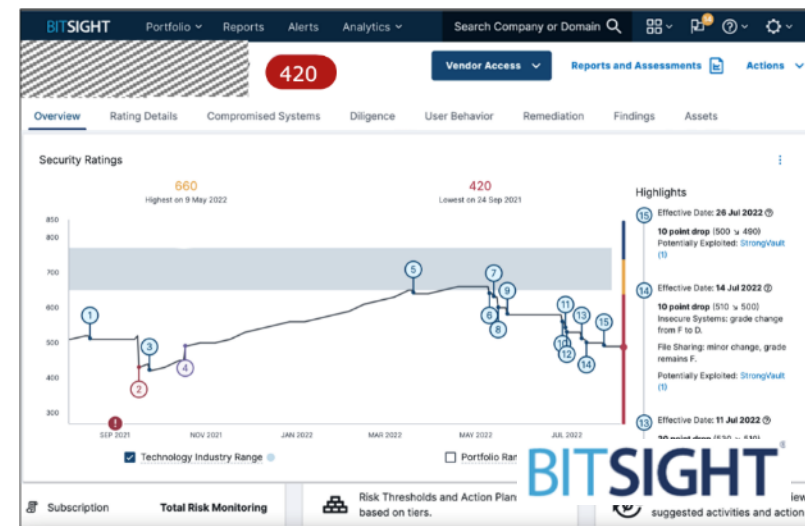 BITSIGHT Portfolio Reports Alerts Analytics Search Company or Domain
420 Vendor Access Reports and Assessments Actions
Overview Rating Details Compromised Systems Diligence User Behavior Remediation Findings Assets
Security Ratings
660
Highest on 9 May 2022
420
Lowest on 24 Sep 2021
850
800
700
600
500
400
300
1
2
3
4
5
6
7
8
9
10
11
12
13
14
15
SEP 2021 NOV 2021 JAN 2022 MAR 2022 MAY 2022 JUL 2022
Technology Industry Range
Portfolio Ran
Highlights
15 Effective Date: 26 Jul 2022
10 point drop (500 ↘ 490)
Potentially Exploited: StrongVault
(1)
14 Effective Date: 14 Jul 2022
10 point drop (510 ↘ 500)
Insecure Systems: grade change
from F to D.
File Sharing: minor change, grade
remains F.
Potentially Exploited: StrongVault
(1)
13 Effective Date: 11 Jul 2022
BITSIGHT®
Subscription Total Risk Monitoring
Risk Thresholds and Action Plan
based on tiers.
suggested activities and action